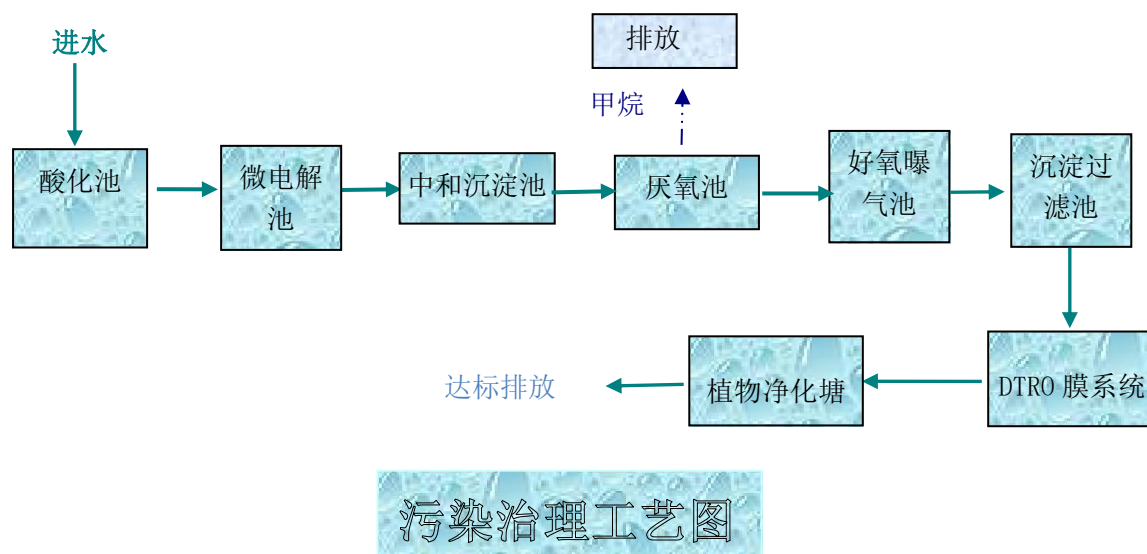 进水
排放
甲烷
酸化池
微电解
池
中和沉淀池
厌氧池
好氧曝
气池
沉淀过
滤池
DTRO 膜系统
植物净化塘
达标排放
污染治理工艺图